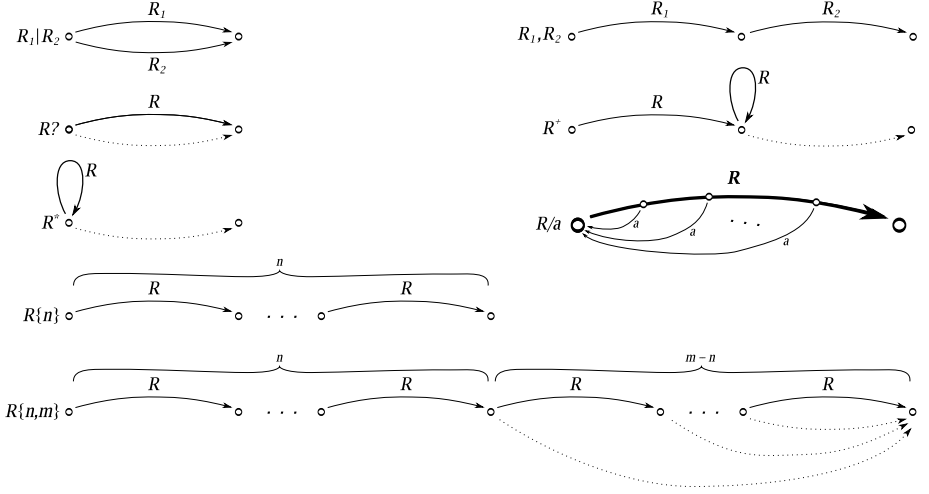 R₁
R₁|R₂
R₂
R₁ R₂
R₁,R₂
R
R?
R
R
R⁺
R
R*
R
R/a
a a . . . a
n
R R
R{n} . . .
n m – n
R R R R
R{n,m} . . . . . .